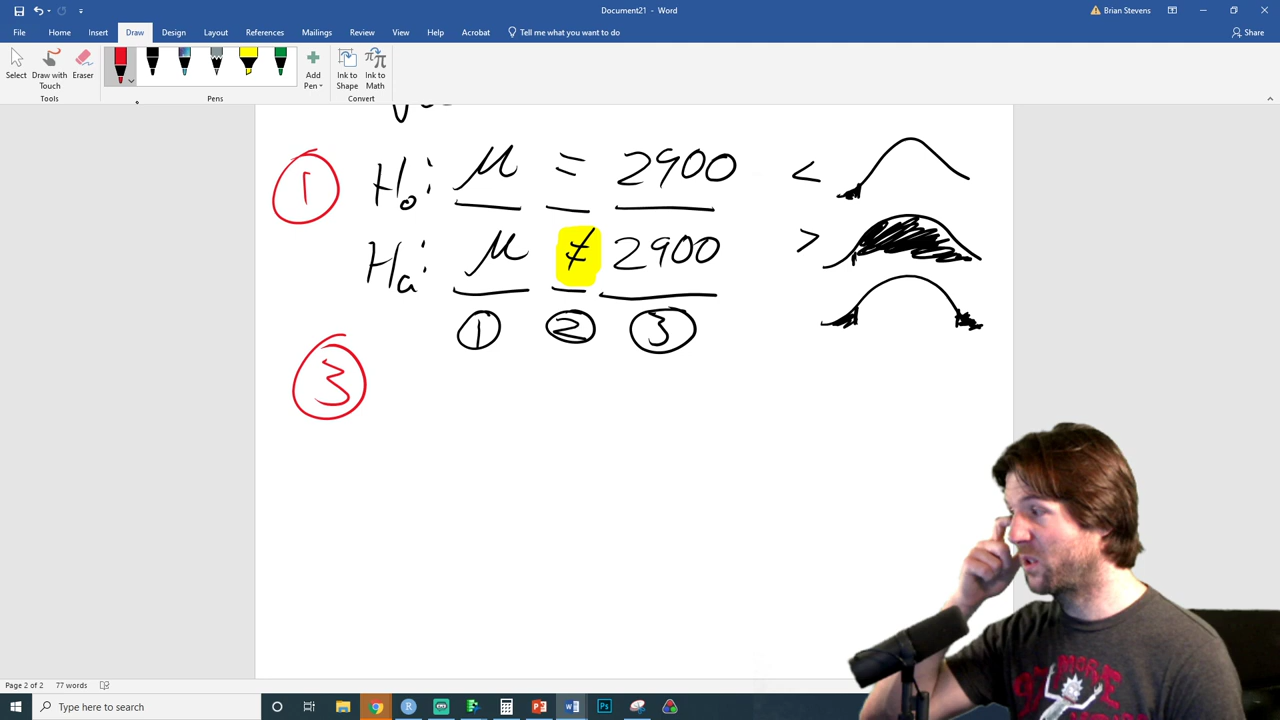 Document21 - Word
Brian Stevens
File Home Insert Draw Design Layout References Mailings Review View Help Acrobat Tell me what you want to do Share
Select Draw with Touch Eraser Add Pen Ink to Shape Ink to Math
Tools Pens Convert
① H₀: μ = 2900 <
Hₐ: μ ≠ 2900 >
① ② ③
③
97 MORE
Page 2 of 2 77 words
Type here to search